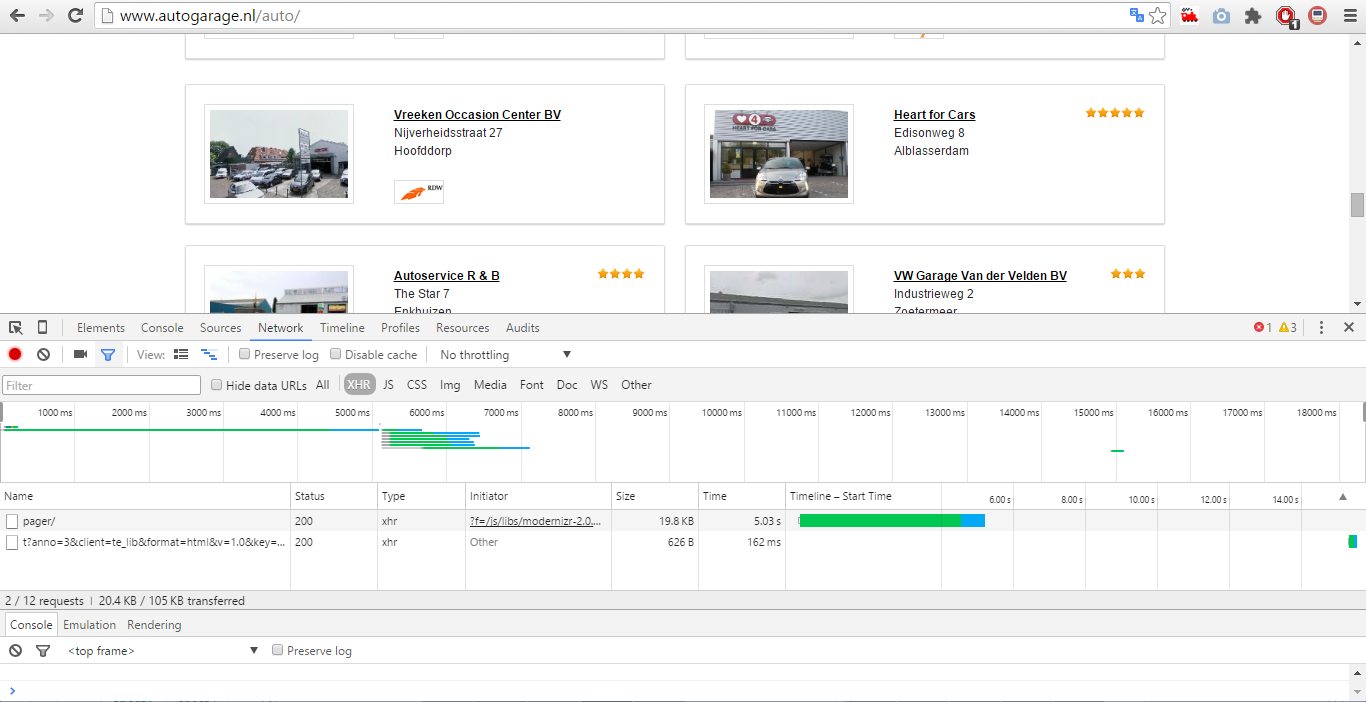 www.autogarage.nl/auto/
1
Vreeken Occasion Center BV
Nijverheidsstraat 27
Hoofddorp
RDW
4
HEART FOR CARS
Heart for Cars
Edisonweg 8
Alblasserdam
Autoservice R & B
The Star 7
Enkhuizen
VW Garage Van der Velden BV
Industrieweg 2
Zoetermeer
Elements Console Sources Network Timeline Profiles Resources Audits 1 3
View: Preserve log Disable cache No throttling
Filter Hide data URLs All XHR JS CSS Img Media Font Doc WS Other
1000 ms 2000 ms 3000 ms 4000 ms 5000 ms 6000 ms 7000 ms 8000 ms 9000 ms 10000 ms 11000 ms 12000 ms 13000 ms 14000 ms 15000 ms 16000 ms 17000 ms 18000 ms
Name Status Type Initiator Size Time Timeline – Start Time 6.00 s 8.00 s 10.00 s 12.00 s 14.00 s
pager/ 200 xhr ?f=/js/libs/modernizr-2.0.... 19.8 KB 5.03 s
t?anno=3&client=te_lib&format=html&v=1.0&key=... 200 xhr Other 626 B 162 ms
2 / 12 requests | 20.4 KB / 105 KB transferred
Console Emulation Rendering
<top frame> Preserve log